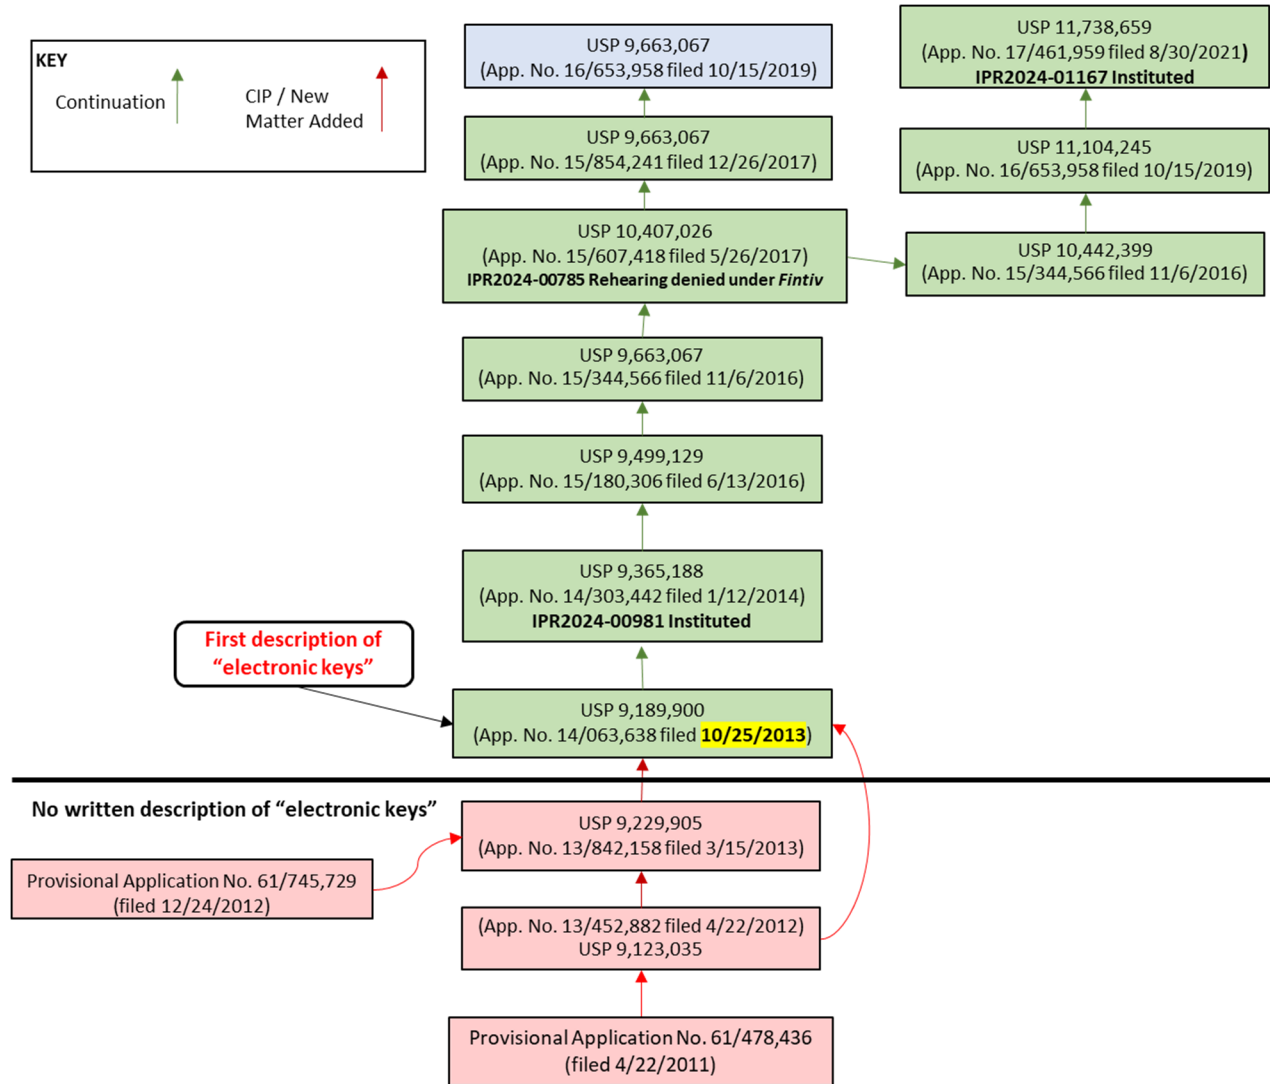 KEY
Continuation
CIP / New
Matter Added
USP 9,663,067
(App. No. 16/653,958 filed 10/15/2019)
USP 11,738,659
(App. No. 17/461,959 filed 8/30/2021)
IPR2024-01167 Instituted
USP 9,663,067
(App. No. 15/854,241 filed 12/26/2017)
USP 11,104,245
(App. No. 16/653,958 filed 10/15/2019)
USP 10,407,026
(App. No. 15/607,418 filed 5/26/2017)
IPR2024-00785 Rehearing denied under Fintiv
USP 10,442,399
(App. No. 15/344,566 filed 11/6/2016)
USP 9,663,067
(App. No. 15/344,566 filed 11/6/2016)
USP 9,499,129
(App. No. 15/180,306 filed 6/13/2016)
USP 9,365,188
(App. No. 14/303,442 filed 1/12/2014)
IPR2024-00981 Instituted
First description of
“electronic keys”
USP 9,189,900
(App. No. 14/063,638 filed 10/25/2013)
No written description of “electronic keys”
USP 9,229,905
(App. No. 13/842,158 filed 3/15/2013)
Provisional Application No. 61/745,729
(filed 12/24/2012)
(App. No. 13/452,882 filed 4/22/2012)
USP 9,123,035
Provisional Application No. 61/478,436
(filed 4/22/2011)